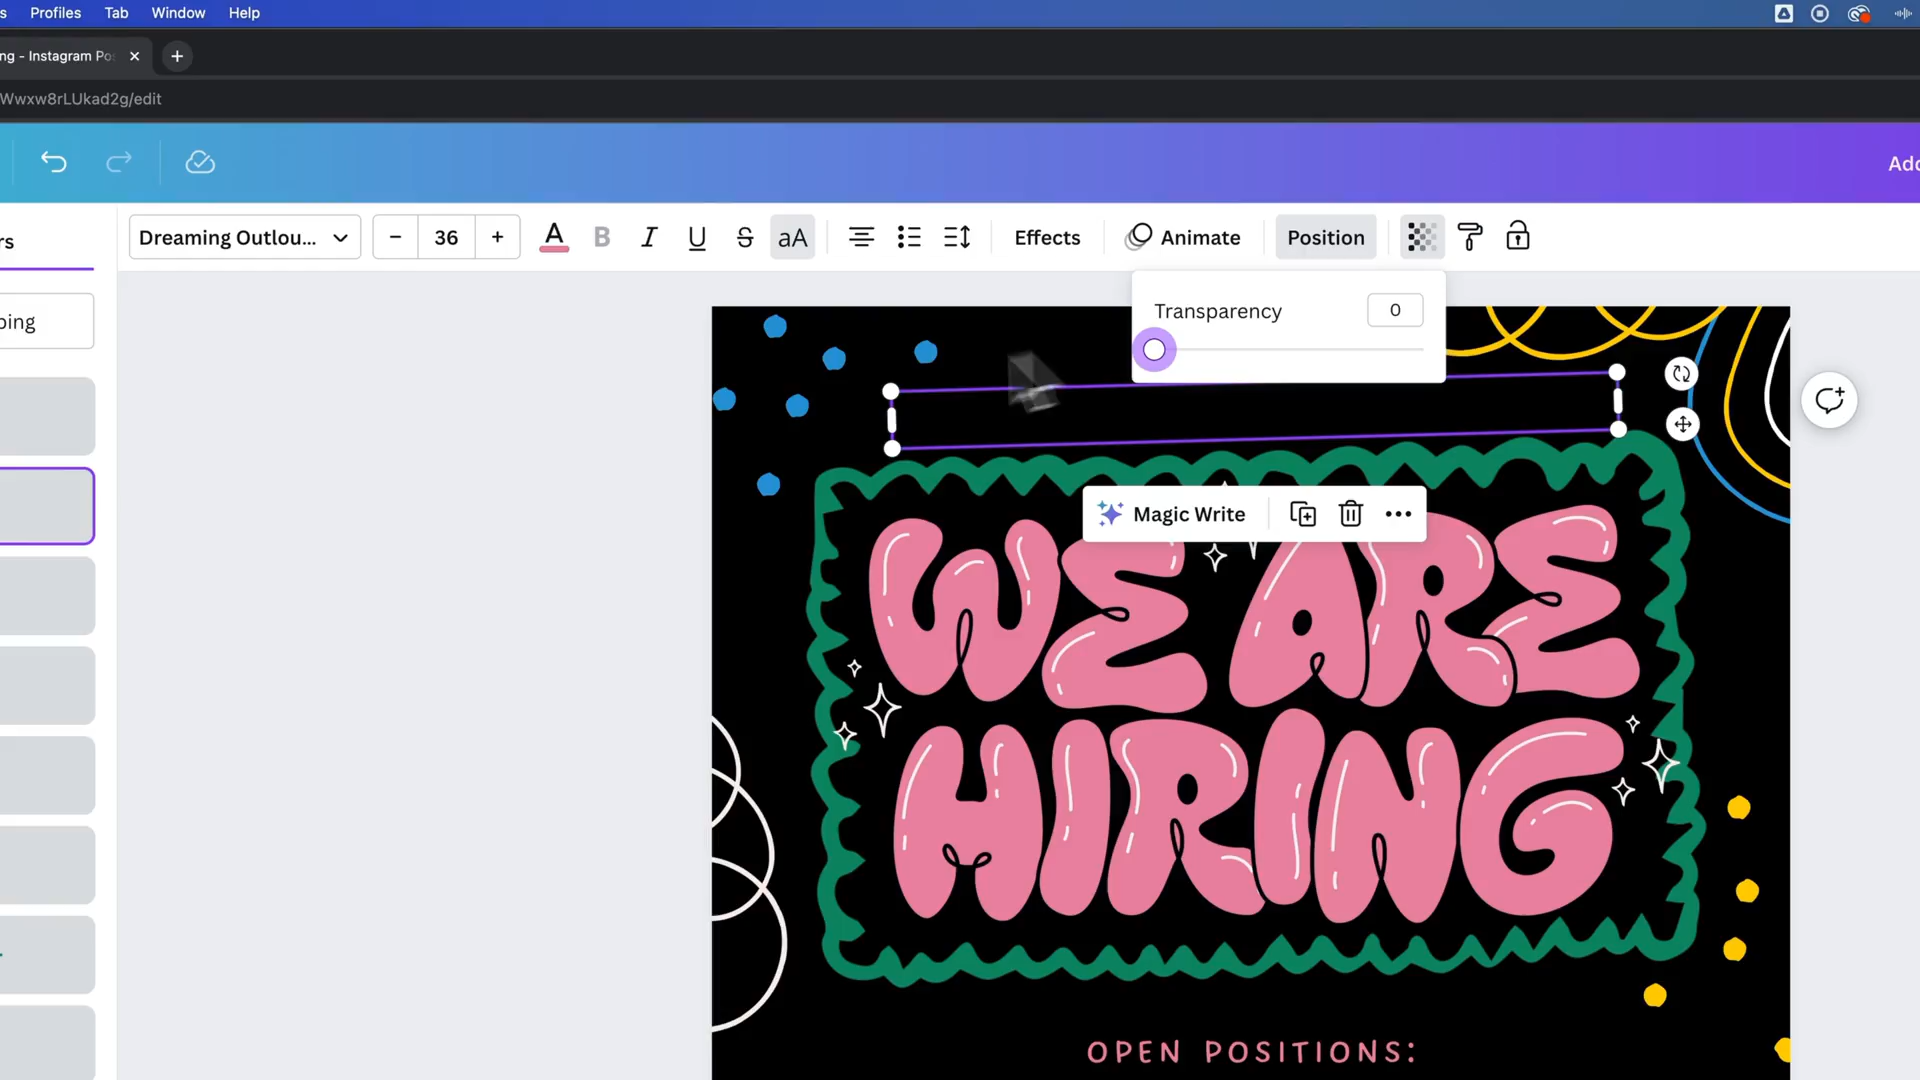 s Profiles Tab Window Help
ng - Instagram Po
Wwxw8rLUkad2g/edit
Add
rs
Dreaming Outlou... 36 A B I U S aA Effects Animate Position
ping
Transparency 0
Magic Write
WE ARE
HIRING
OPEN POSITIONS: